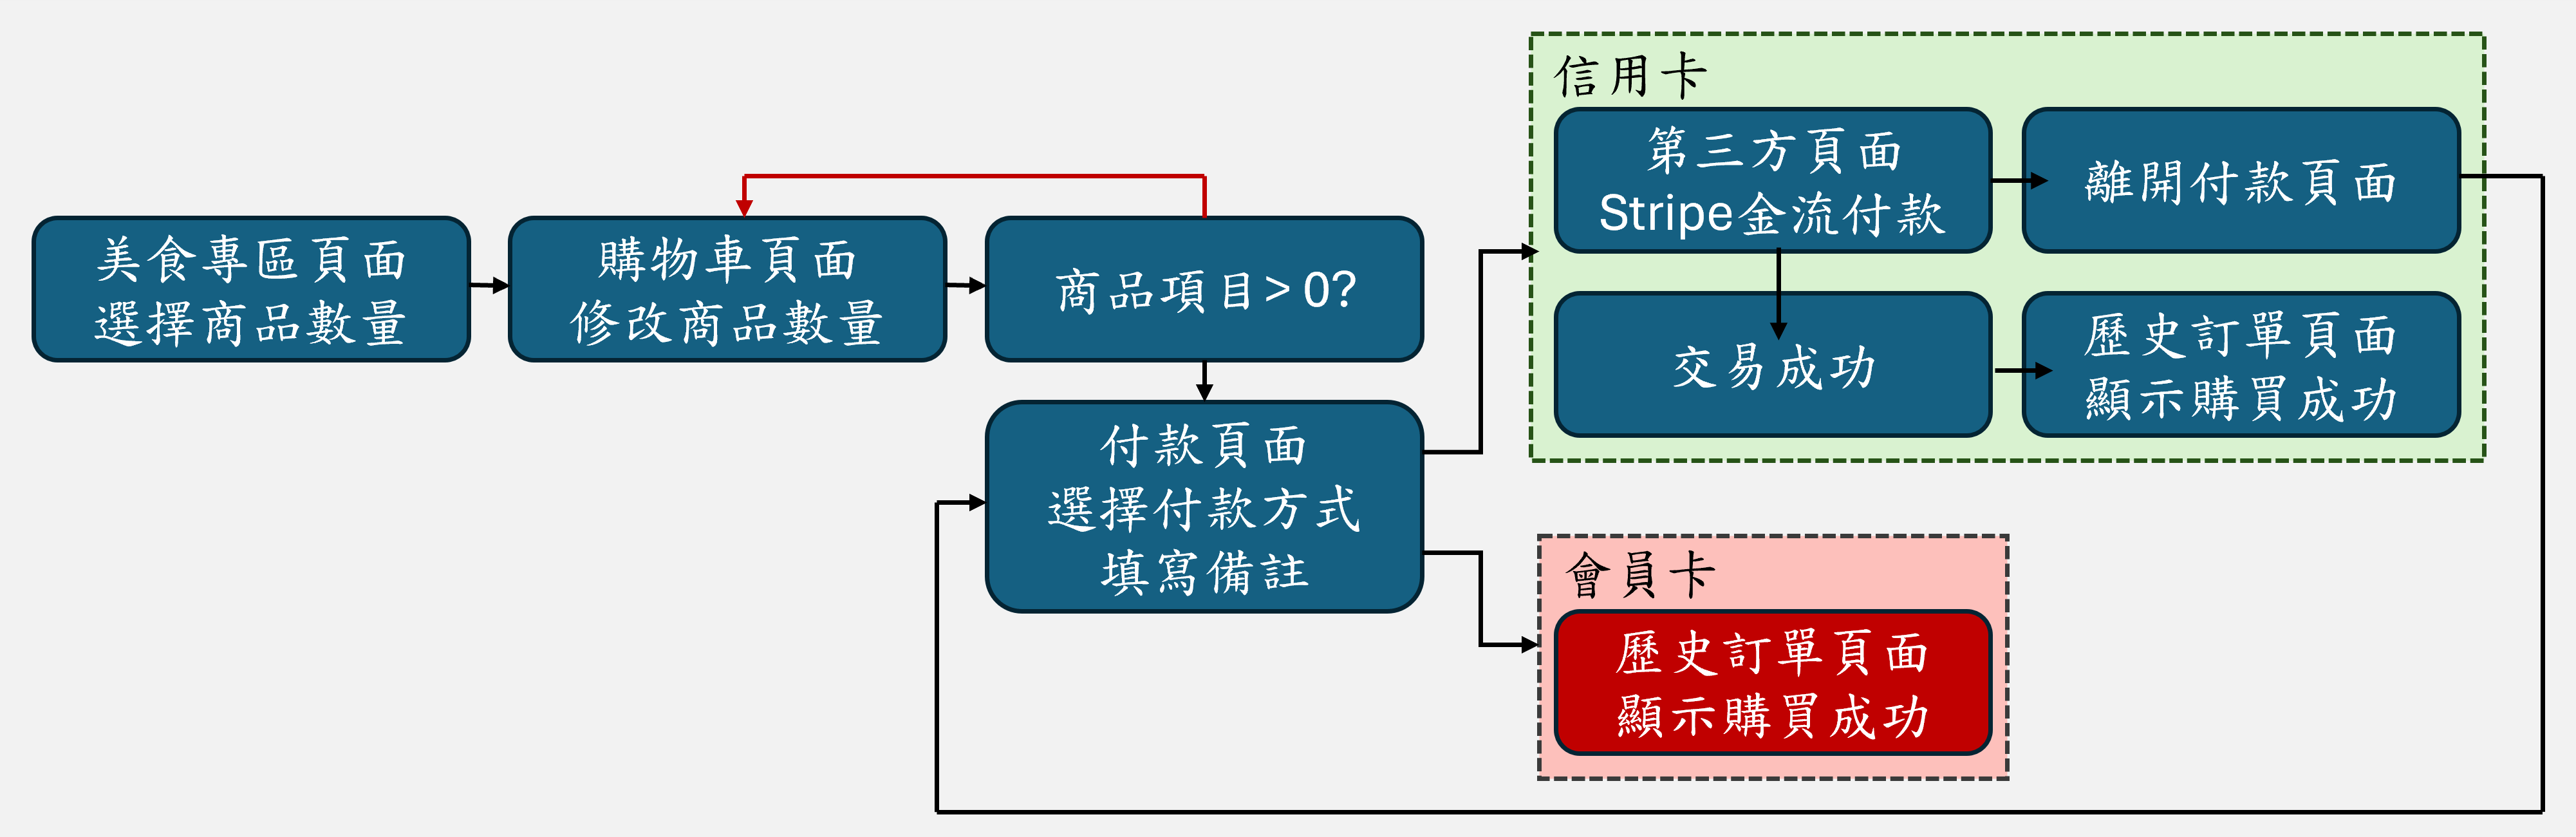 美食專區頁面
選擇商品數量
購物車頁面
修改商品數量
商品項目> 0?
付款頁面
選擇付款方式
填寫備註
信用卡
第三方頁面
Stripe金流付款
離開付款頁面
交易成功
歷史訂單頁面
顯示購買成功
會員卡
歷史訂單頁面
顯示購買成功